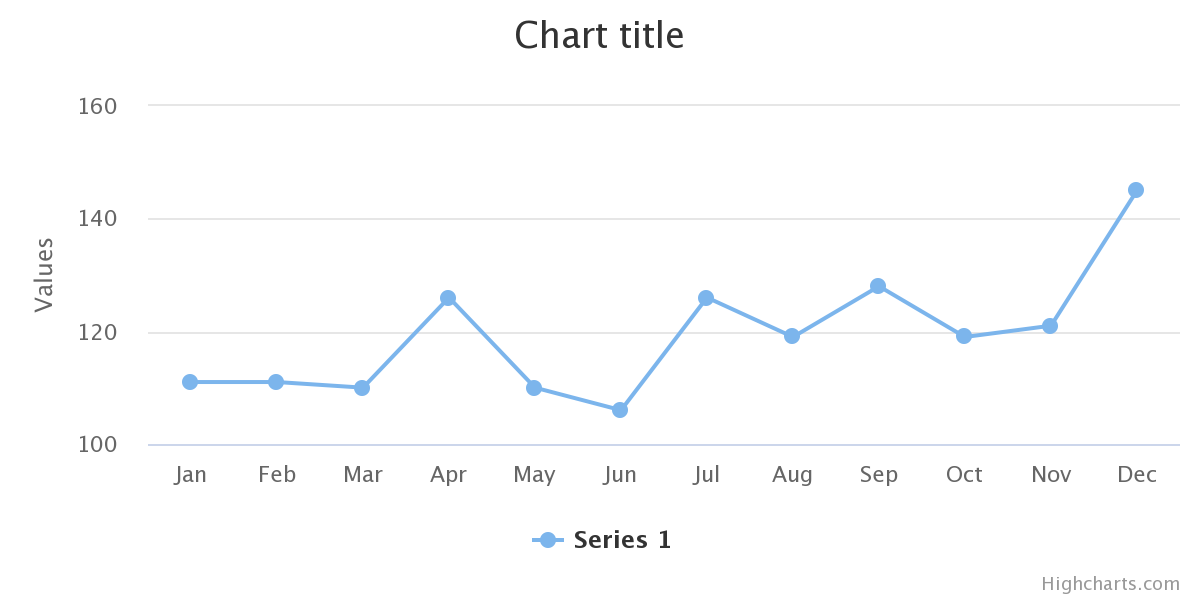 Chart title
160
140
120
100
Values
Jan Feb Mar Apr May Jun Jul Aug Sep Oct Nov Dec
Series 1
Highcharts.com